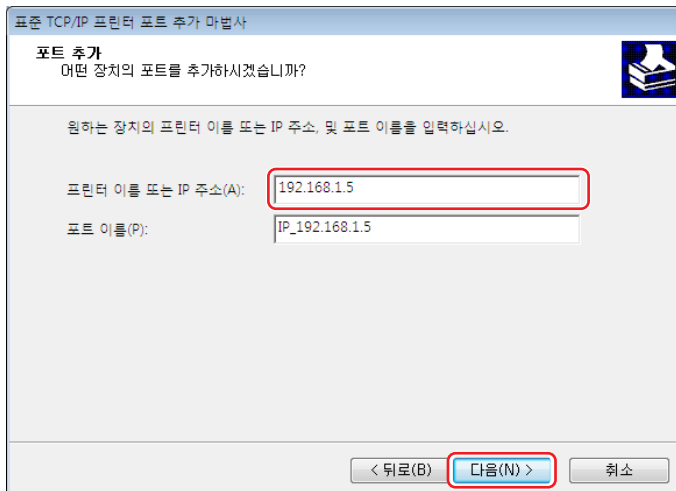 표준 TCP/IP 프린터 포트 추가 마법사
포트 추가
어떤 장치의 포트를 추가하시겠습니까?
원하는 장치의 프린터 이름 또는 IP 주소, 및 포트 이름을 입력하십시오.
프린터 이름 또는 IP 주소(A): 192.168.1.5
포트 이름(P): IP_192.168.1.5
< 뒤로(B) 다음(N) > 취소